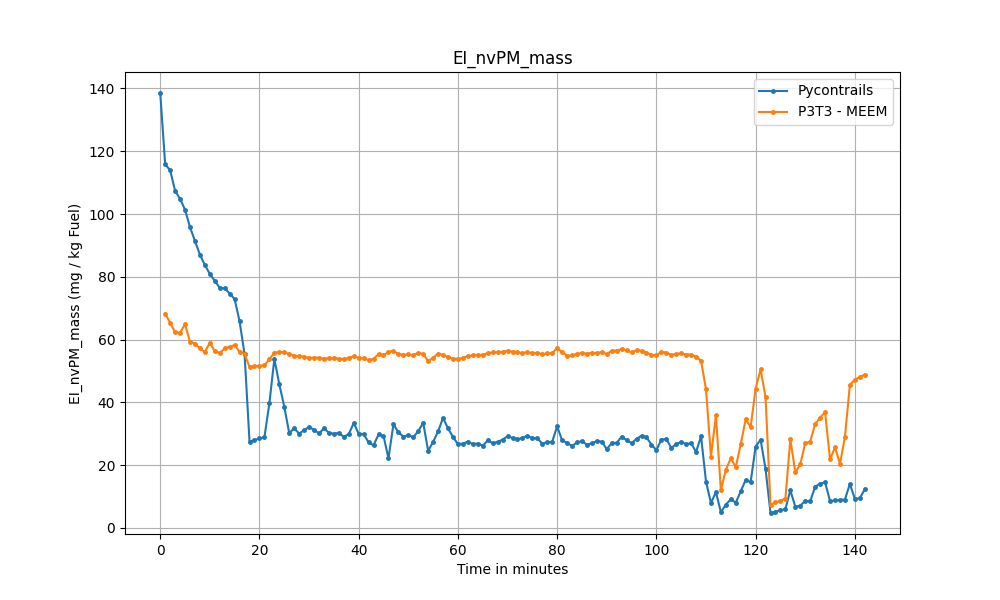 EI_nvPM_mass
Pycontrails
P3T3 - MEEM
EI_nvPM_mass (mg / kg Fuel)
140
120
100
80
60
40
20
0
0 20 40 60 80 100 120 140
Time in minutes